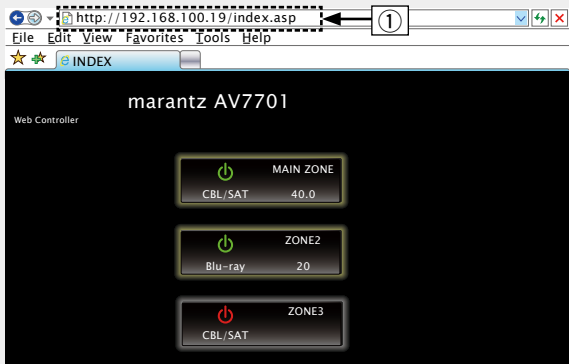 http://192.168.100.19/index.asp
①
File Edit View Favorites Tools Help
INDEX
marantz AV7701
Web Controller
MAIN ZONE
CBL/SAT 40.0
ZONE2
Blu-ray 20
ZONE3
CBL/SAT